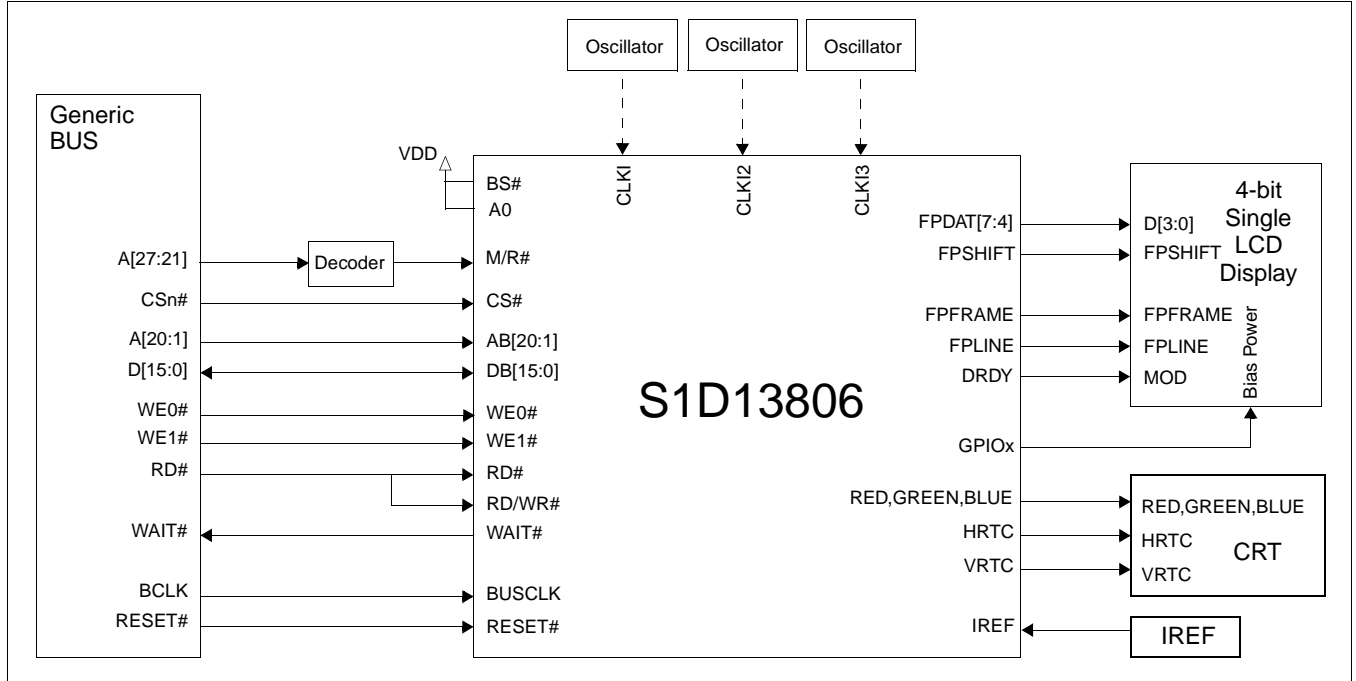 Oscillator
Oscillator
Oscillator
Generic
BUS
VDD
BS#
A0
CLKI
CLKI2
CLKI3
A[27:21]
Decoder
M/R#
CSn#
CS#
A[20:1]
AB[20:1]
D[15:0]
DB[15:0]
WE0#
WE0#
WE1#
WE1#
RD#
RD#
RD/WR#
WAIT#
WAIT#
BCLK
BUSCLK
RESET#
RESET#
S1D13806
FPDAT[7:4]
FPSHIFT
FPFRAME
FPLINE
DRDY
GPIOx
RED,GREEN,BLUE
HRTC
VRTC
IREF
4-bit
Single
LCD
Display
D[3:0]
FPSHIFT
FPFRAME
FPLINE
MOD
Bias Power
RED,GREEN,BLUE
HRTC
VRTC
CRT
IREF